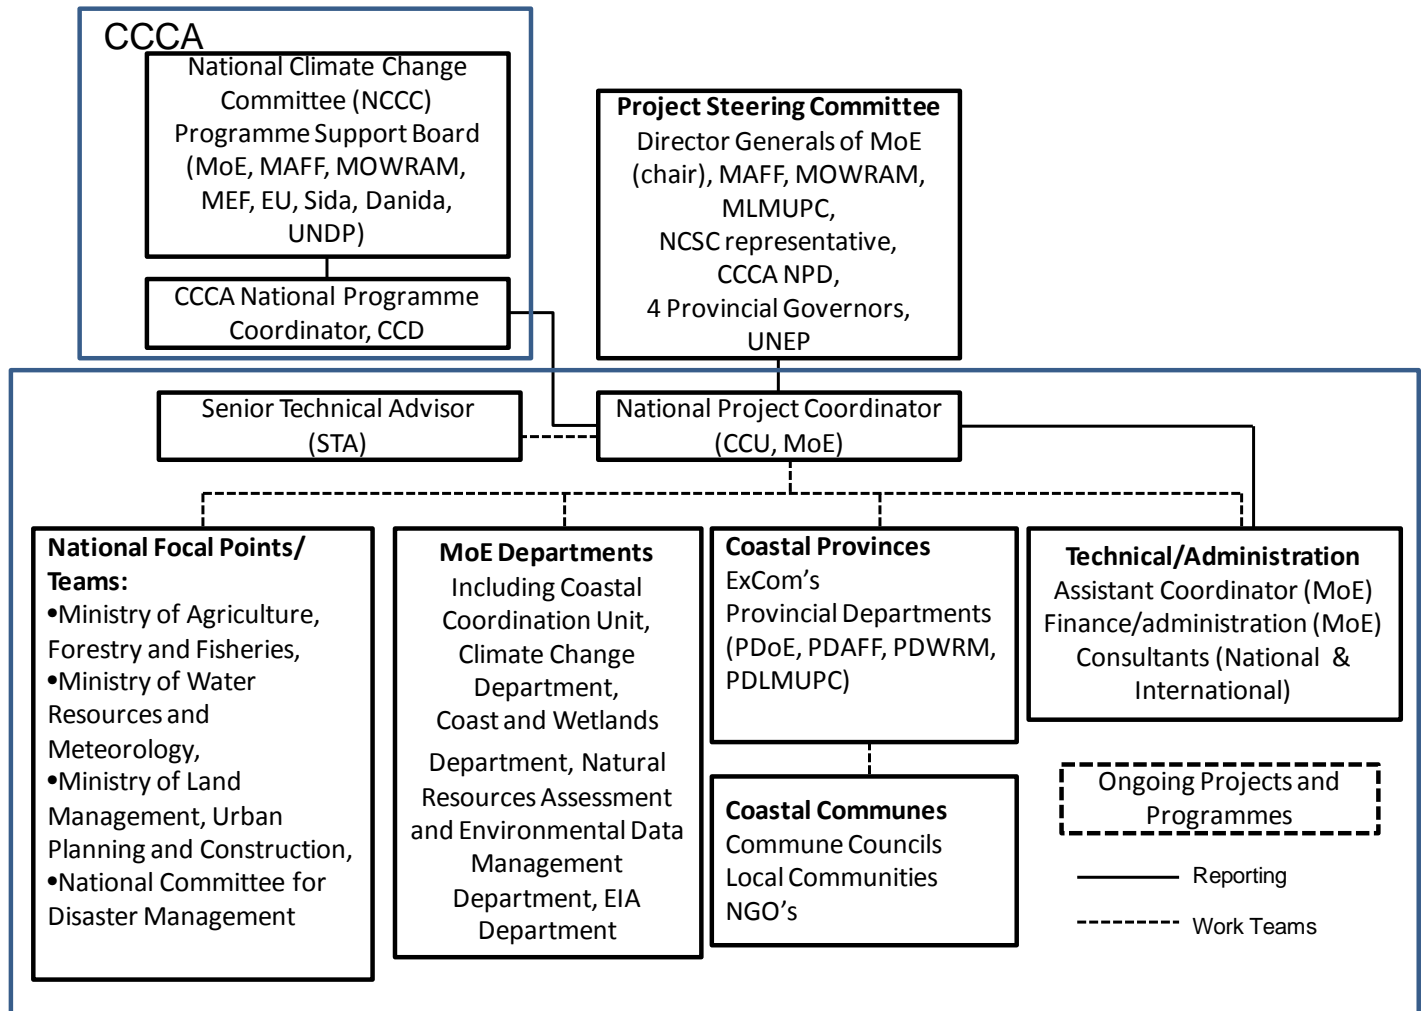 CCCA
National Climate Change
Committee (NCCC)
Programme Support Board
(MoE, MAFF, MOWRAM,
MEF, EU, Sida, Danida,
UNDP)
CCCA National Programme
Coordinator, CCD
Project Steering Committee
Director Generals of MoE
(chair), MAFF, MOWRAM,
MLMUPC,
NCSC representative,
CCCA NPD,
4 Provincial Governors,
UNEP
Senior Technical Advisor
(STA)
National Project Coordinator
(CCU, MoE)
National Focal Points/
Teams:
•Ministry of Agriculture,
Forestry and Fisheries,
•Ministry of Water
Resources and
Meteorology,
•Ministry of Land
Management, Urban
Planning and Construction,
•National Committee for
Disaster Management
MoE Departments
Including Coastal
Coordination Unit,
Climate Change
Department,
Coast and Wetlands
Department, Natural
Resources Assessment
and Environmental Data
Management
Department, EIA
Department
Coastal Provinces
ExCom’s
Provincial Departments
(PDoE, PDAFF, PDWRM,
PDLMUPC)
Coastal Communes
Commune Councils
Local Communities
NGO’s
Technical/Administration
Assistant Coordinator (MoE)
Finance/administration (MoE)
Consultants (National &
International)
Ongoing Projects and
Programmes
Reporting
Work Teams